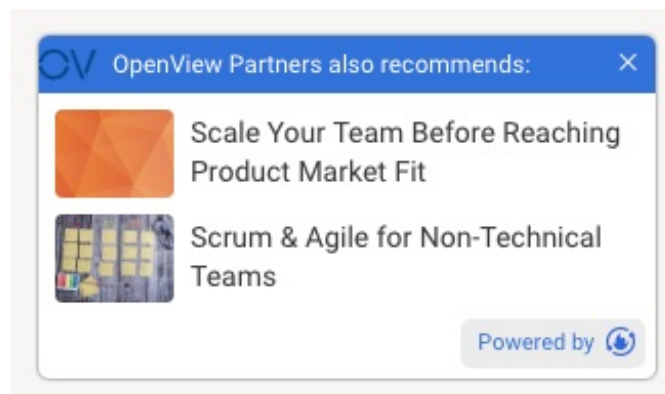 OV OpenView Partners also recommends:
Scale Your Team Before Reaching
Product Market Fit
Scrum & Agile for Non-Technical
Teams
Powered by